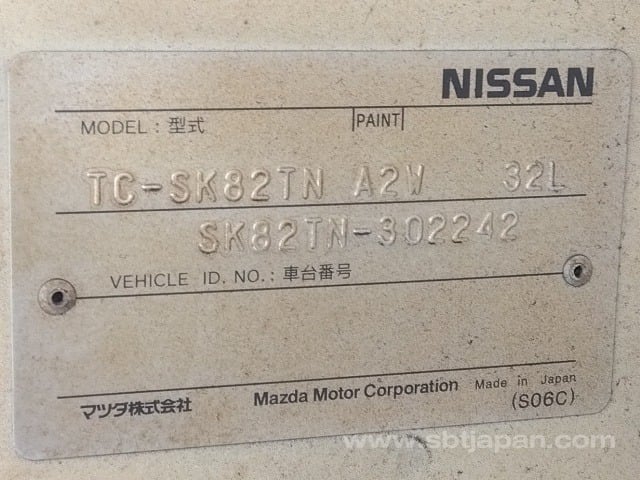 NISSAN
MODEL : 型式 PAINT
TC-SK82TN A2W 32L
SK82TN-302242
VEHICLE ID. NO. : 車台番号
マツダ株式会社 Mazda Motor Corporation Made in Japan
(S06C)
www.sbtjapan.com